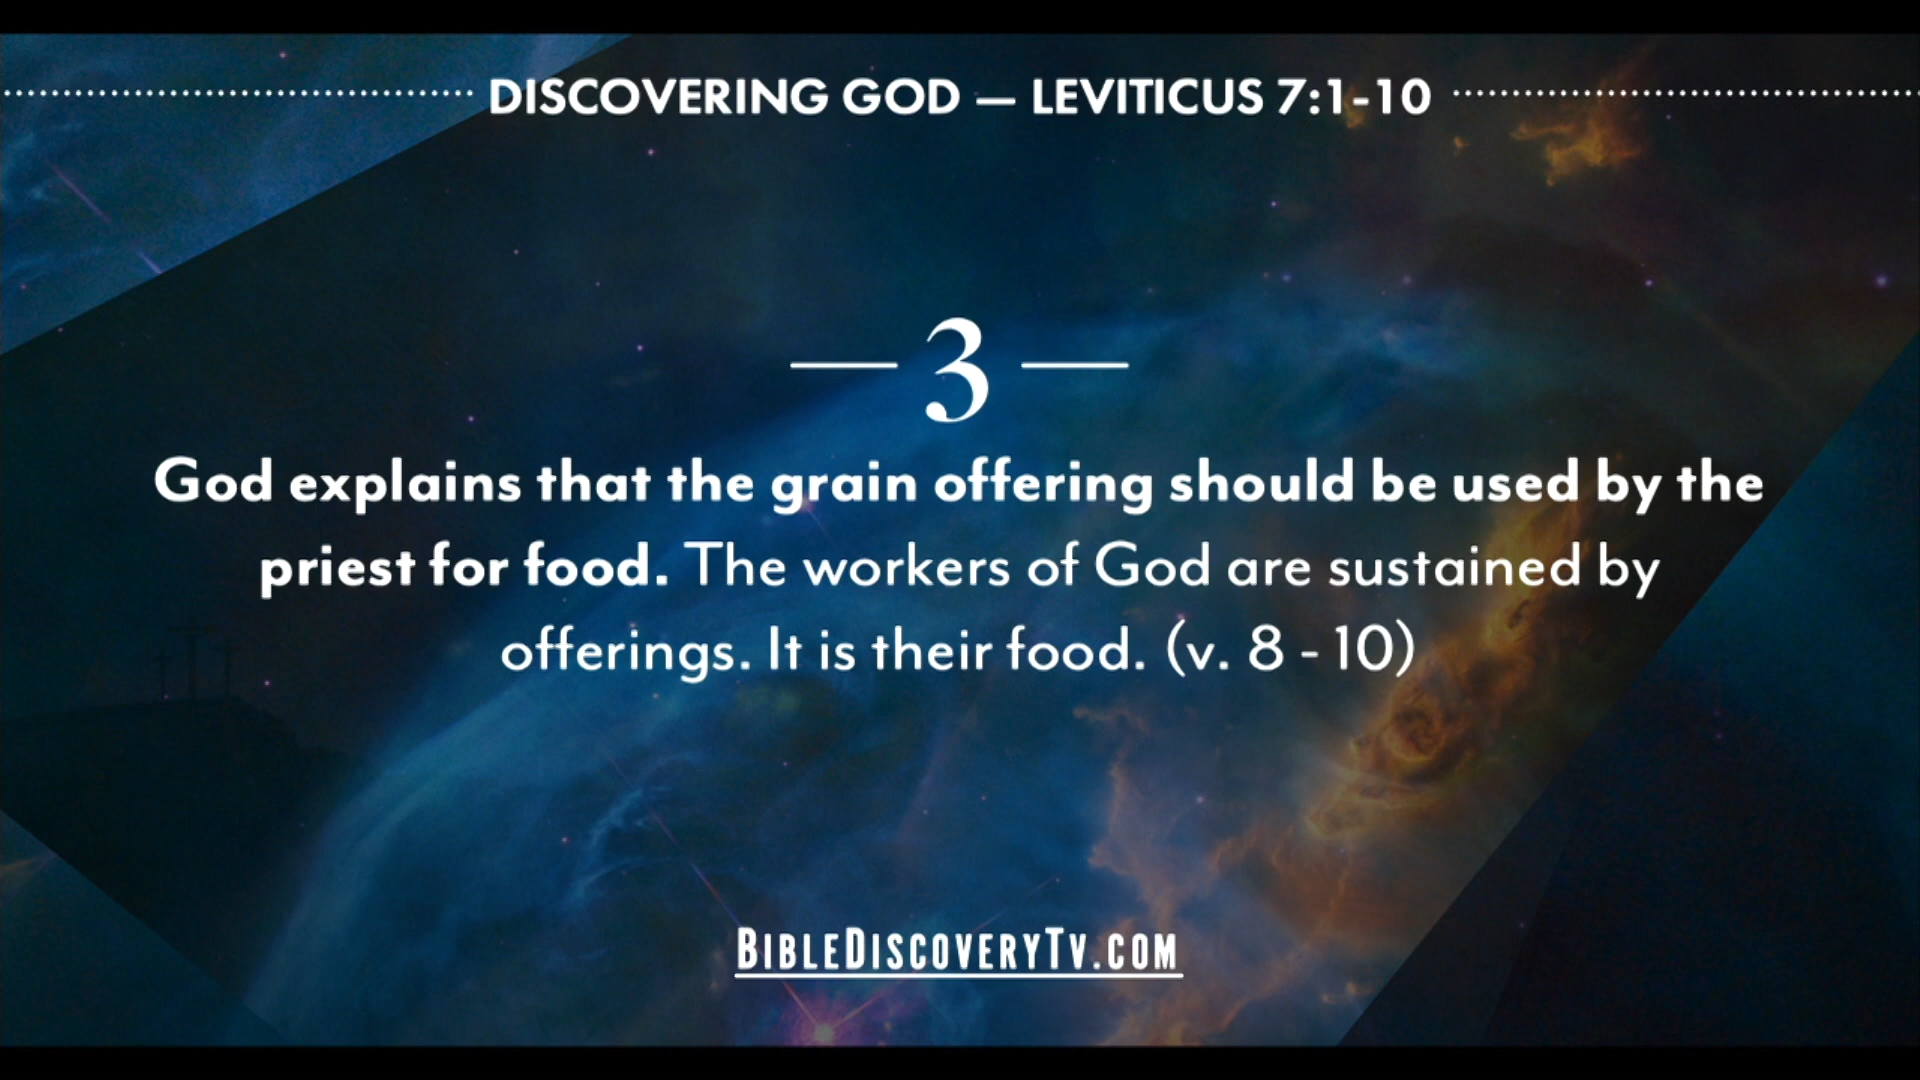 DISCOVERING GOD — LEVITICUS 7:1-10
— 3 —
God explains that the grain offering should be used by the
priest for food. The workers of God are sustained by
offerings. It is their food. (v. 8 - 10)
BIBLEDISCOVERYTV.COM